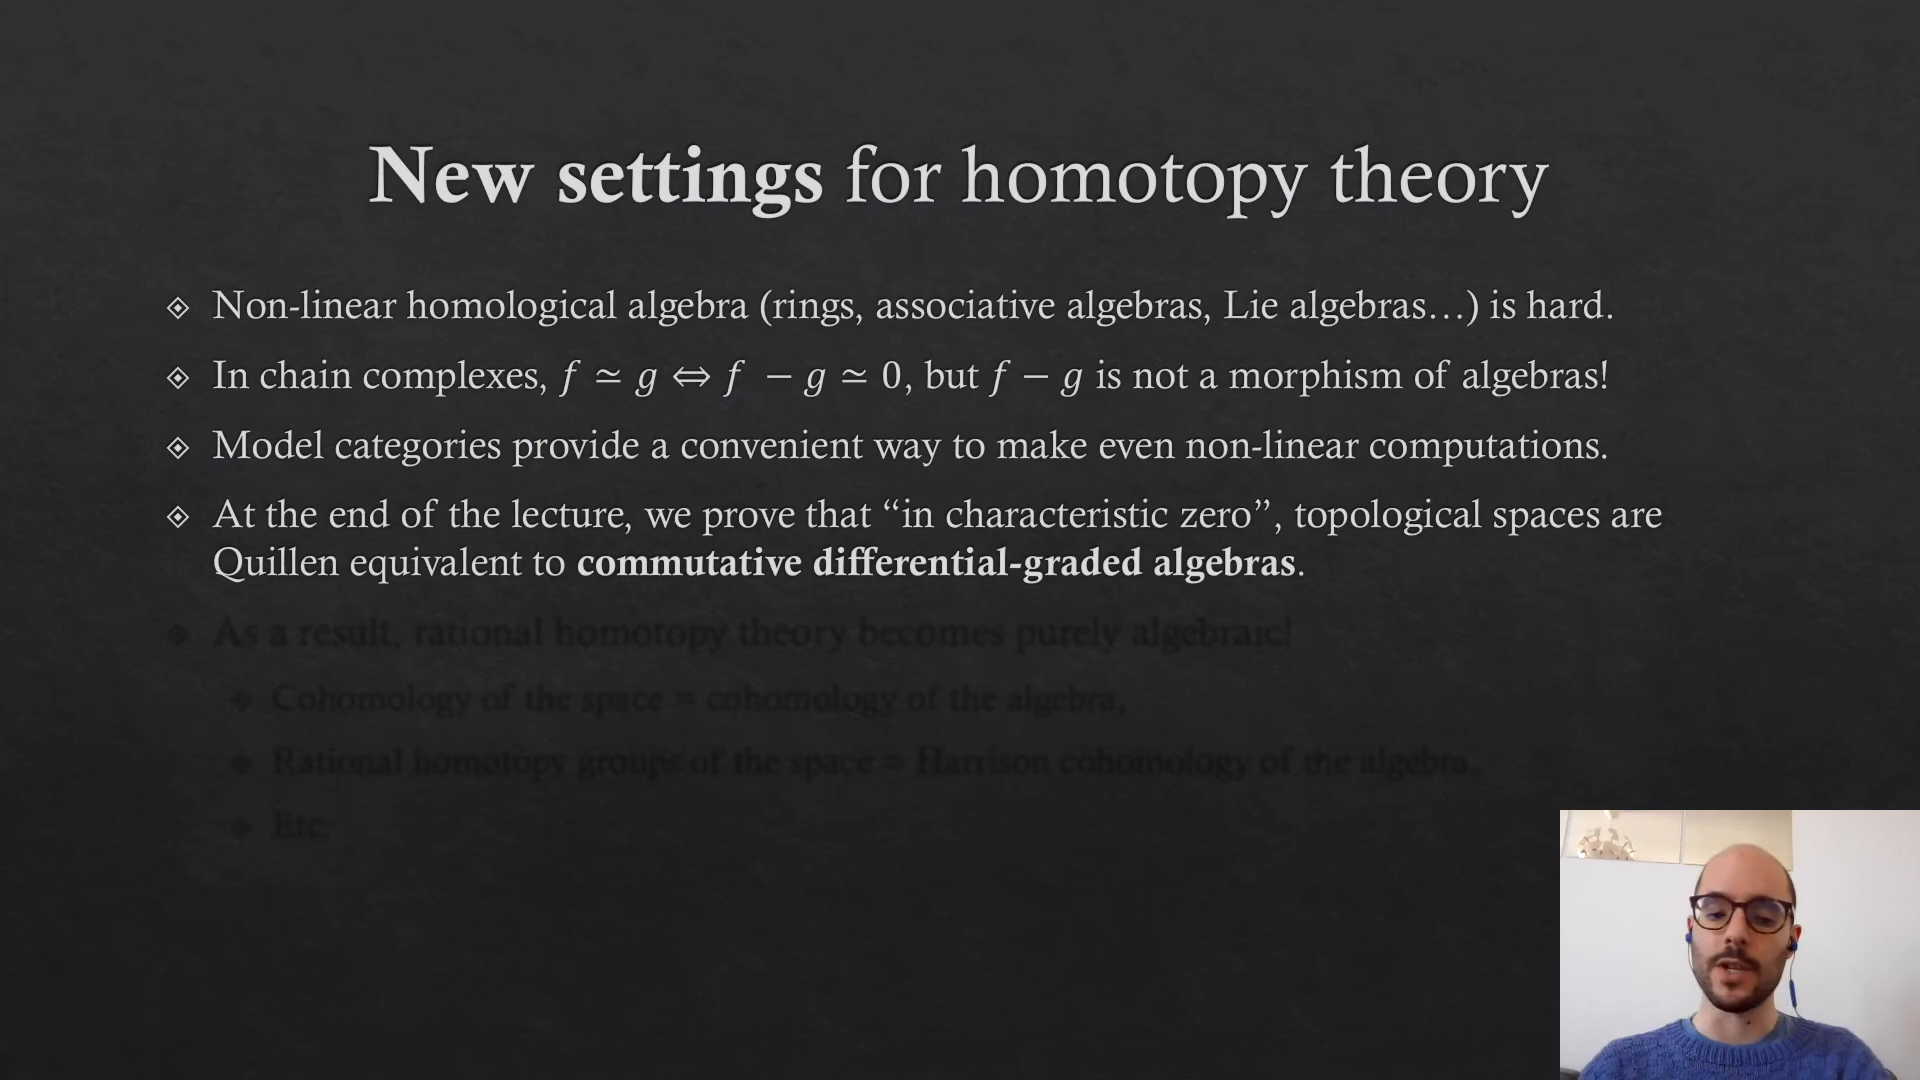 New settings for homotopy theory
Non-linear homological algebra (rings, associative algebras, Lie algebras…) is hard.
In chain complexes, f ≃ g ⇔ f − g ≃ 0, but f − g is not a morphism of algebras!
Model categories provide a convenient way to make even non-linear computations.
At the end of the lecture, we prove that “in characteristic zero”, topological spaces are
Quillen equivalent to commutative differential-graded algebras.
As a result, rational homotopy theory becomes purely algebraic!
Cohomology of the space = cohomology of the algebra,
Rational homotopy groups of the space = Harrison cohomology of the algebra,
Etc.